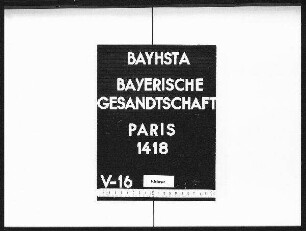 BAYHSTA
BAYERISCHE
GESANDTSCHAFT
PARIS
1418
V-16